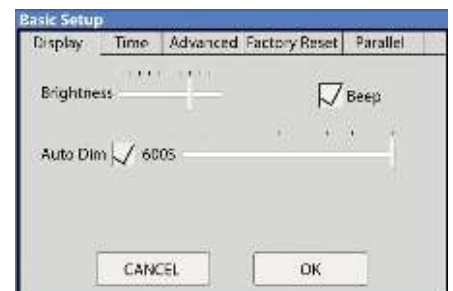 Basic Setup
Display Time Advanced Factory Reset Parallel
Brightness Beep
Auto Dim 600S
CANCEL OK